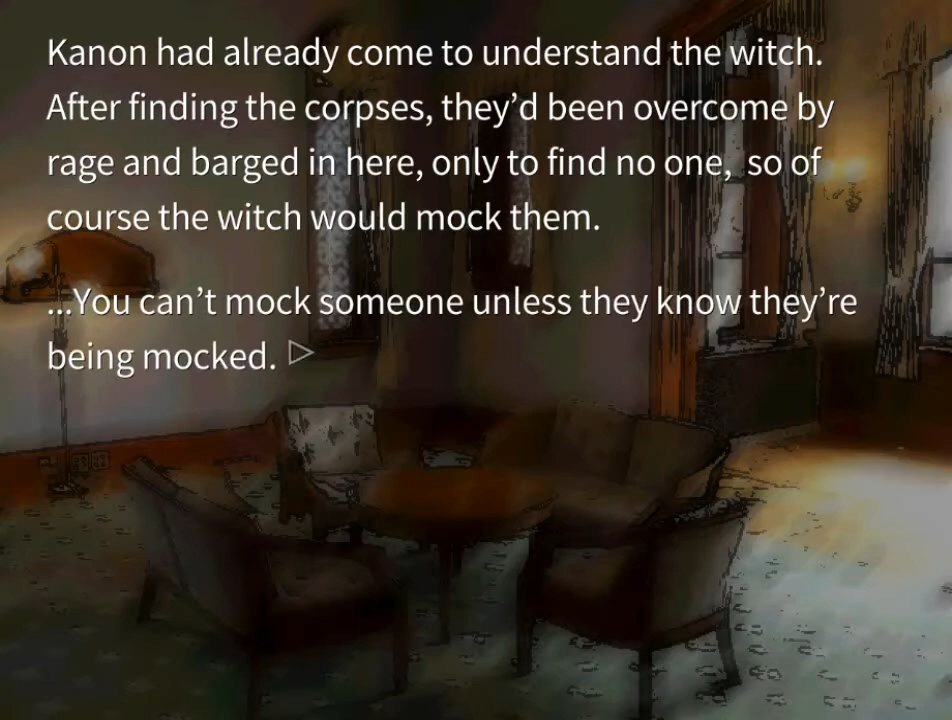 Kanon had already come to understand the witch.
After finding the corpses, they’d been overcome by
rage and barged in here, only to find no one,  so of
course the witch would mock them.
...You can’t mock someone unless they know they’re
being mocked.